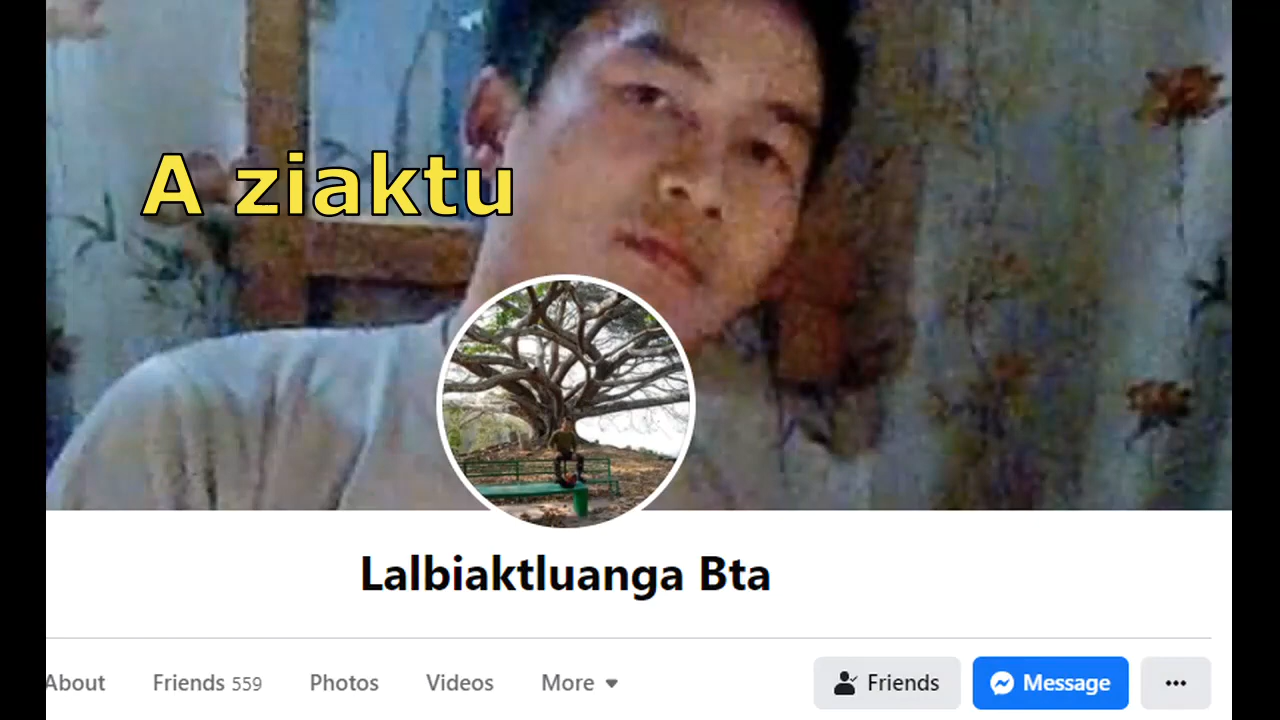 A ziaktu
Lalbiaktluanga Bta
About Friends 559 Photos Videos More Friends Message